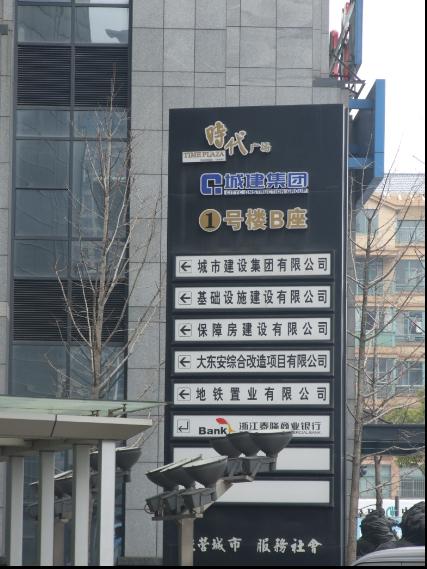 時代广场
TIME PLAZA
城建集团
CITYC ONSTRUCTION GROUP
1号楼B座
城市建设集团有限公司
基础设施建设有限公司
保障房建设有限公司
大东安综合改造项目有限公司
地铁置业有限公司
Bank 浙江泰隆商业银行
营城市 服務社會